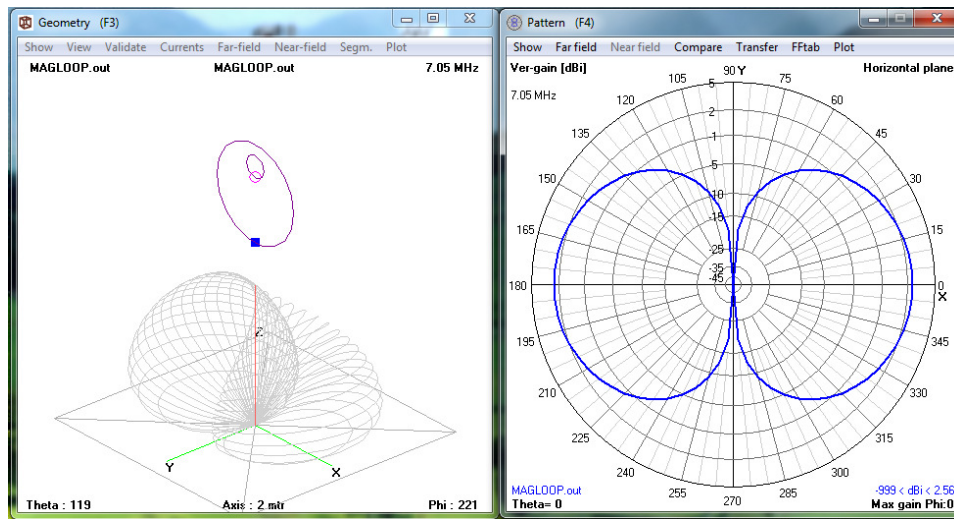 Geometry (F3)
Show View Validate Currents Far-field Near-field Segm. Plot
MAGLOOP.out MAGLOOP.out 7.05 MHz
Z
Y
X
Theta : 119 Axis : 2 mtr Phi : 221
Pattern (F4)
Show Far field Near field Compare Transfer FFtab Plot
Ver-gain [dBi] 90 Y Horizontal plane
7.05 MHz
105 75
120 60
135 45
150 30
165 15
180 0
X
195 345
210 330
225 315
240 300
255 285
270
5
2
1
-5
-10
-15
-25
-35
-45
MAGLOOP.out -999 < dBi < 2.56
Theta= 0 Max gain Phi:0